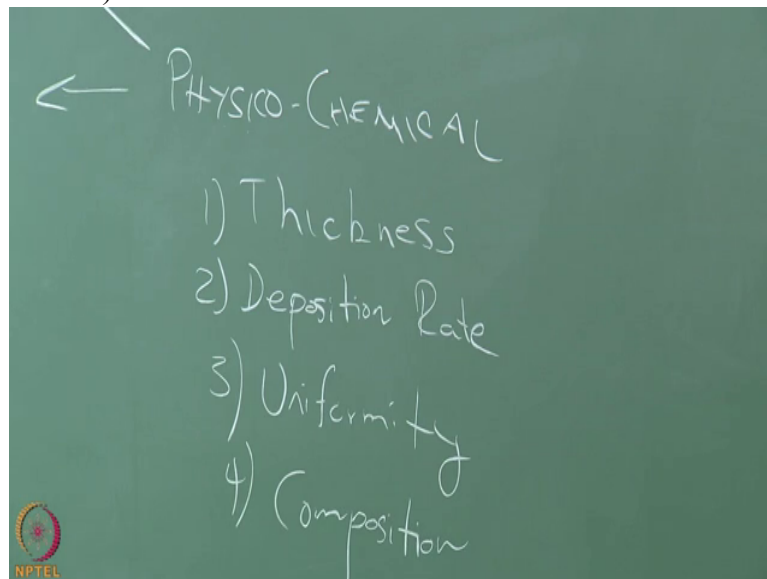 PHYSICO-CHEMICAL
1) Thickness
2) Deposition Rate
3) Uniformity
4) Composition
NPTEL